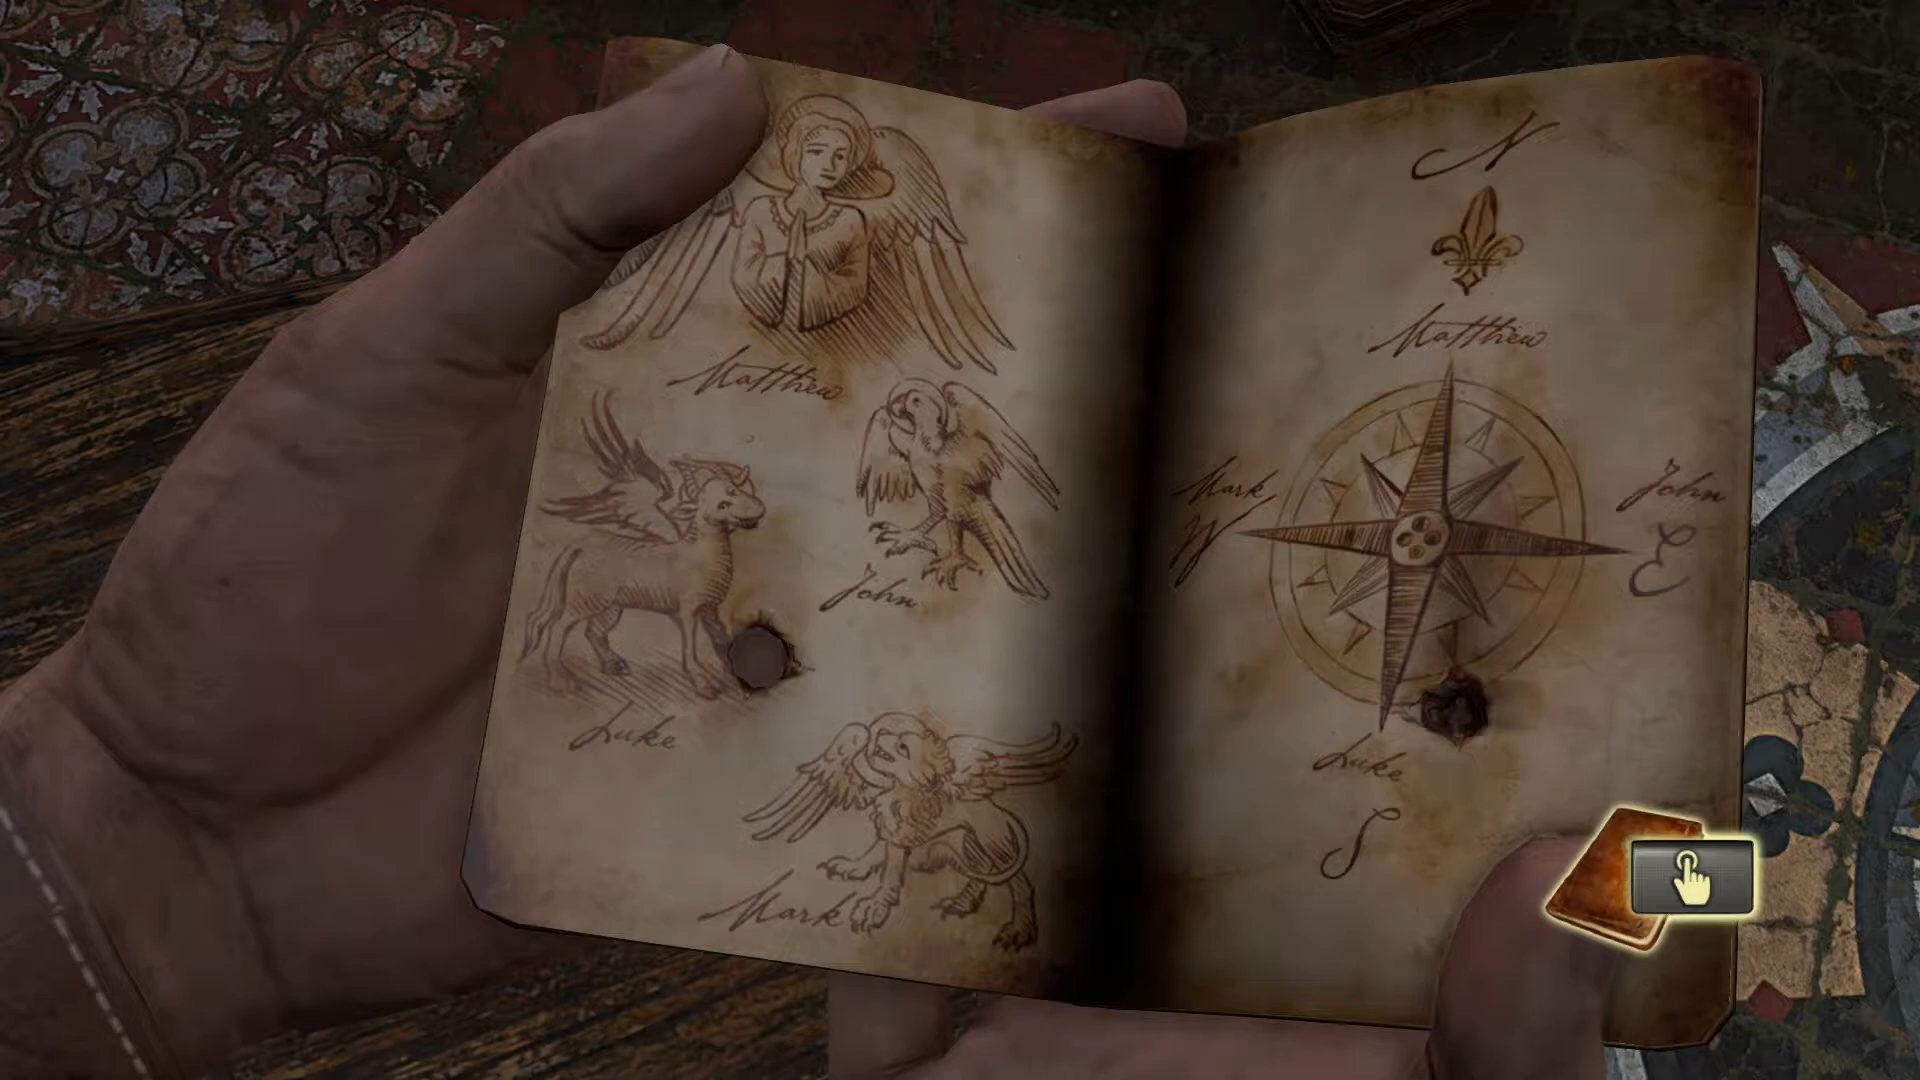 Matthew
John
Luke
Mark
N
Matthew
Mark
W
John
E
Luke
S